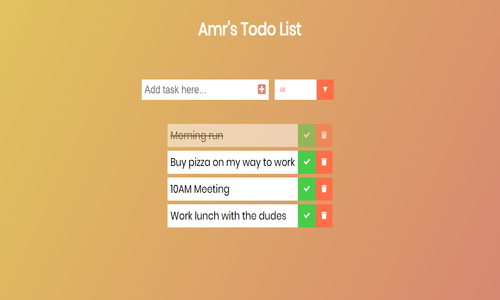 Amr's Todo List
Add task here...
All
Morning run
Buy pizza on my way to work
10AM Meeting
Work lunch with the dudes